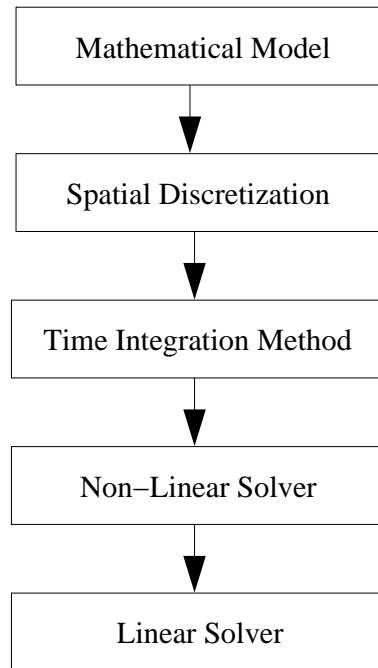 Mathematical Model
Spatial Discretization
Time Integration Method
Non−Linear Solver
Linear Solver